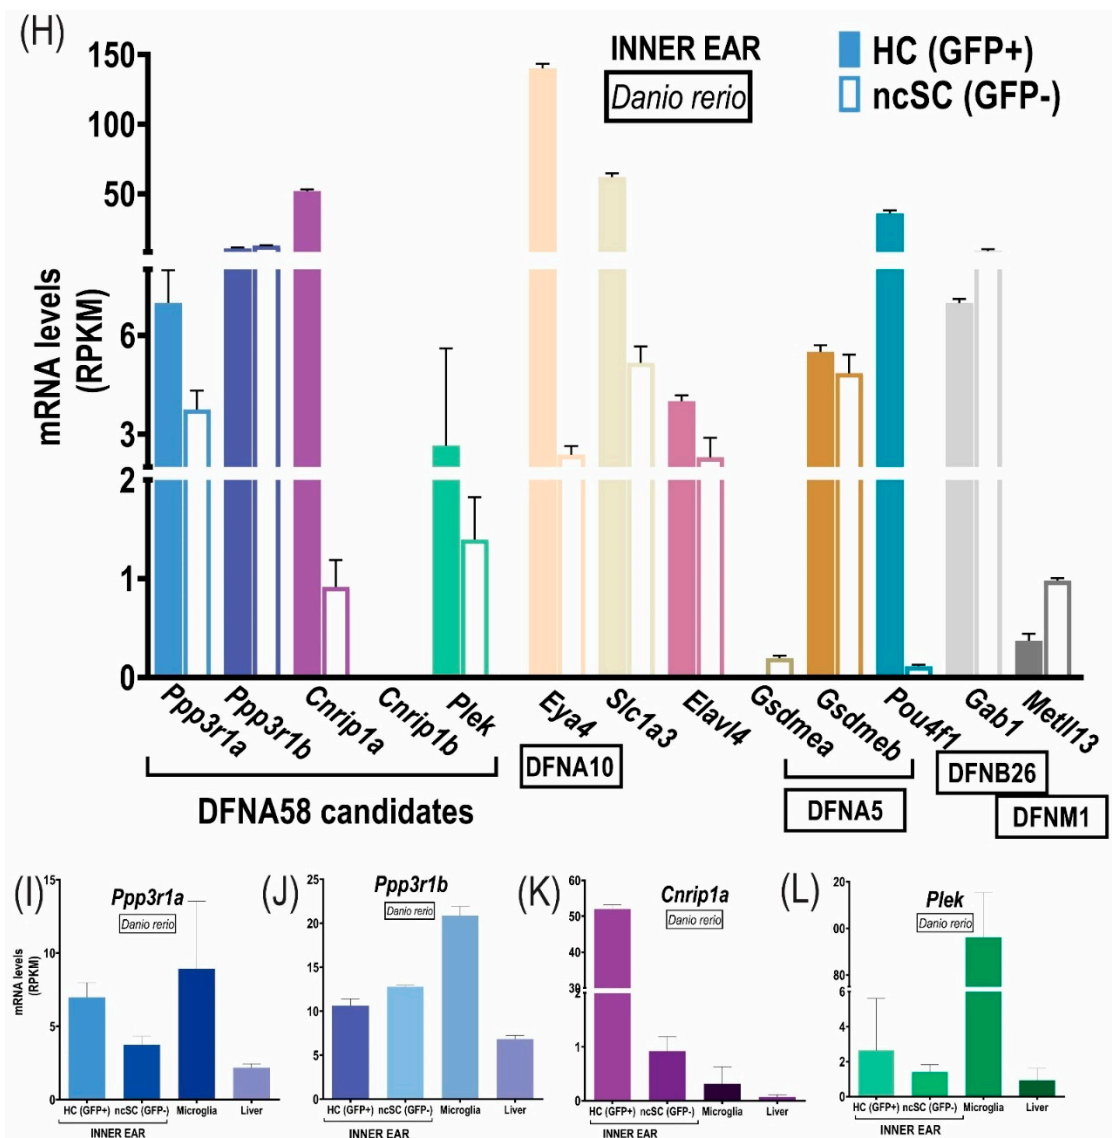 (H)
INNER EAR
Danio rerio
HC (GFP+)
ncSC (GFP-)
mRNA levels
(RPKM)
150
100
50
6
3
2
1
0
Ppp3r1a
Ppp3r1b
Cnrip1a
Cnrip1b
Plek
Eya4
Slc1a3
Elavl4
Gsdmea
Gsdmeb
Pou4f1
Gab1
Metll13
DFNA58 candidates
DFNA10
DFNA5
DFNB26
DFNM1
(I)
Ppp3r1a
Danio rerio
mRNA levels
(RPKM)
15
10
5
0
HC (GFP+) ncSC (GFP-) Microglia Liver
INNER EAR
(J)
Ppp3r1b
Danio rerio
25
20
15
10
5
0
HC (GFP+) ncSC (GFP-) Microglia Liver
INNER EAR
(K)
Cnrip1a
Danio rerio
60
50
40
30
2
1
0
HC (GFP+) ncSC (GFP-) Microglia Liver
INNER EAR
(L)
Plek
Danio rerio
20
00
80
6
4
2
0
HC (GFP+) ncSC (GFP-) Microglia Liver
INNER EAR